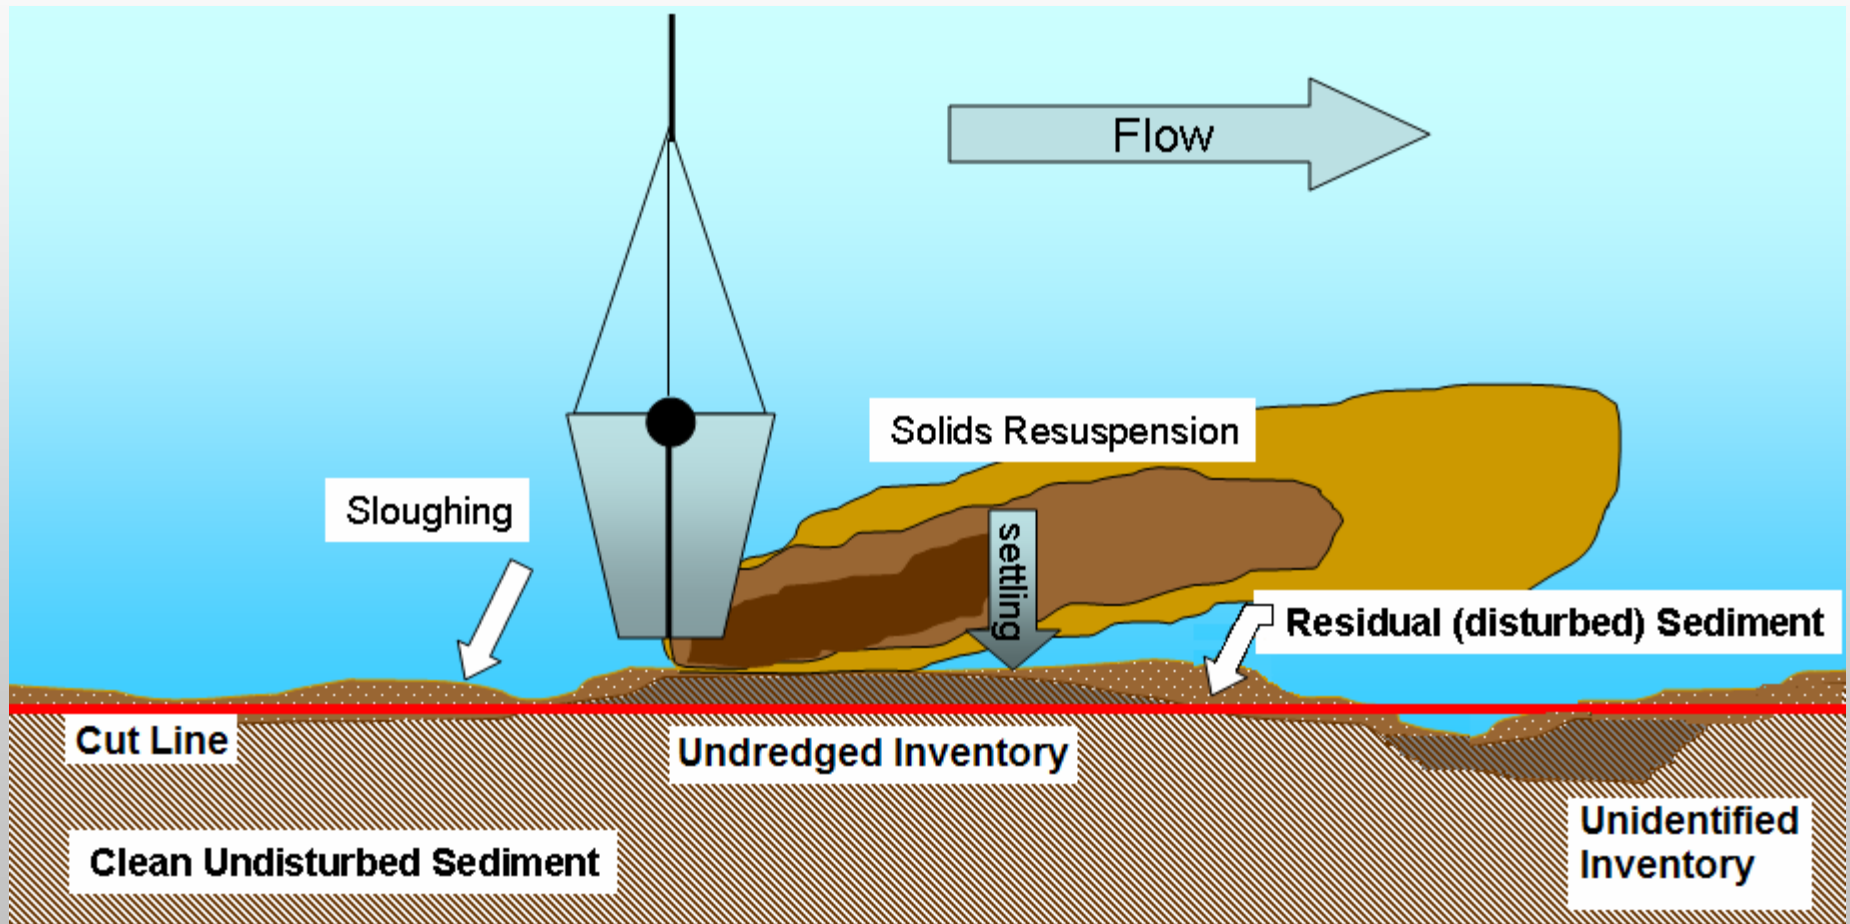 Flow
Solids Resuspension
Sloughing
settling
Residual (disturbed) Sediment
Cut Line
Undredged Inventory
Unidentified
Inventory
Clean Undisturbed Sediment